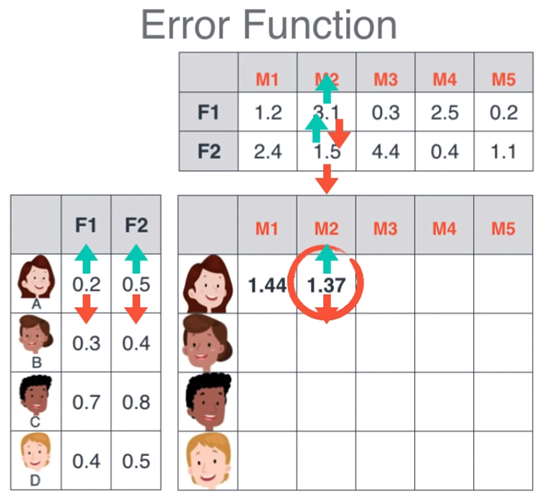 Error Function
M1 M2 M3 M4 M5
F1 1.2 3.1 0.3 2.5 0.2
F2 2.4 1.5 4.4 0.4 1.1
F1 F2
M1 M2 M3 M4 M5
A 0.2 0.5
1.44 1.37
B 0.3 0.4
C 0.7 0.8
D 0.4 0.5